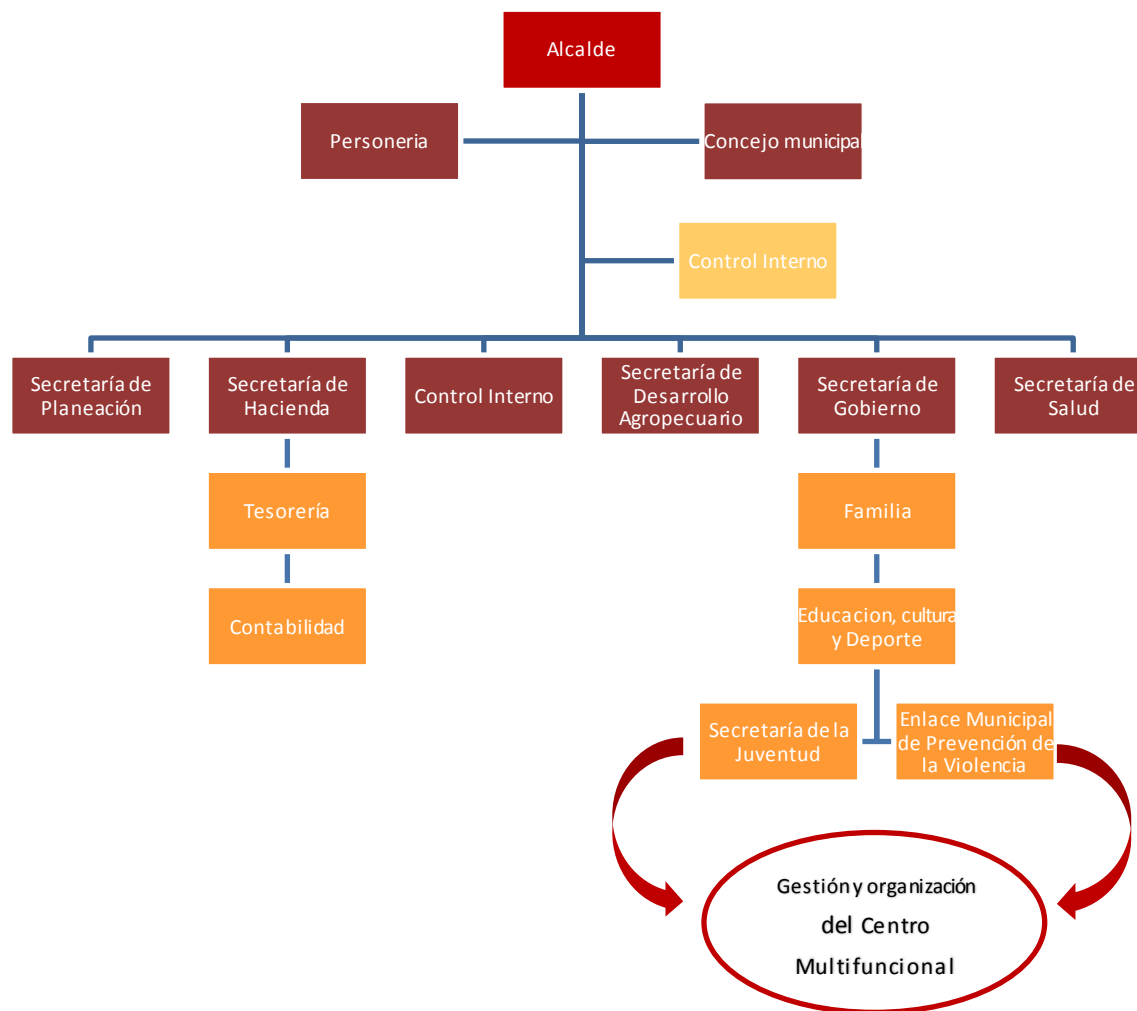 Alcalde
Personeria
Concejo municipal
Control Interno
Secretaría de
Planeación
Secretaría de
Hacienda
Control Interno
Secretaría de
Desarrollo
Agropecuario
Secretaría de
Gobierno
Secretaría de
Salud
Tesorería
Familia
Contabilidad
Educacion, cultura
y Deporte
Secretaría de la
Juventud
Enlace Municipal
de Prevención de
la Violencia
Gestión y organización
del Centro
Multifuncional